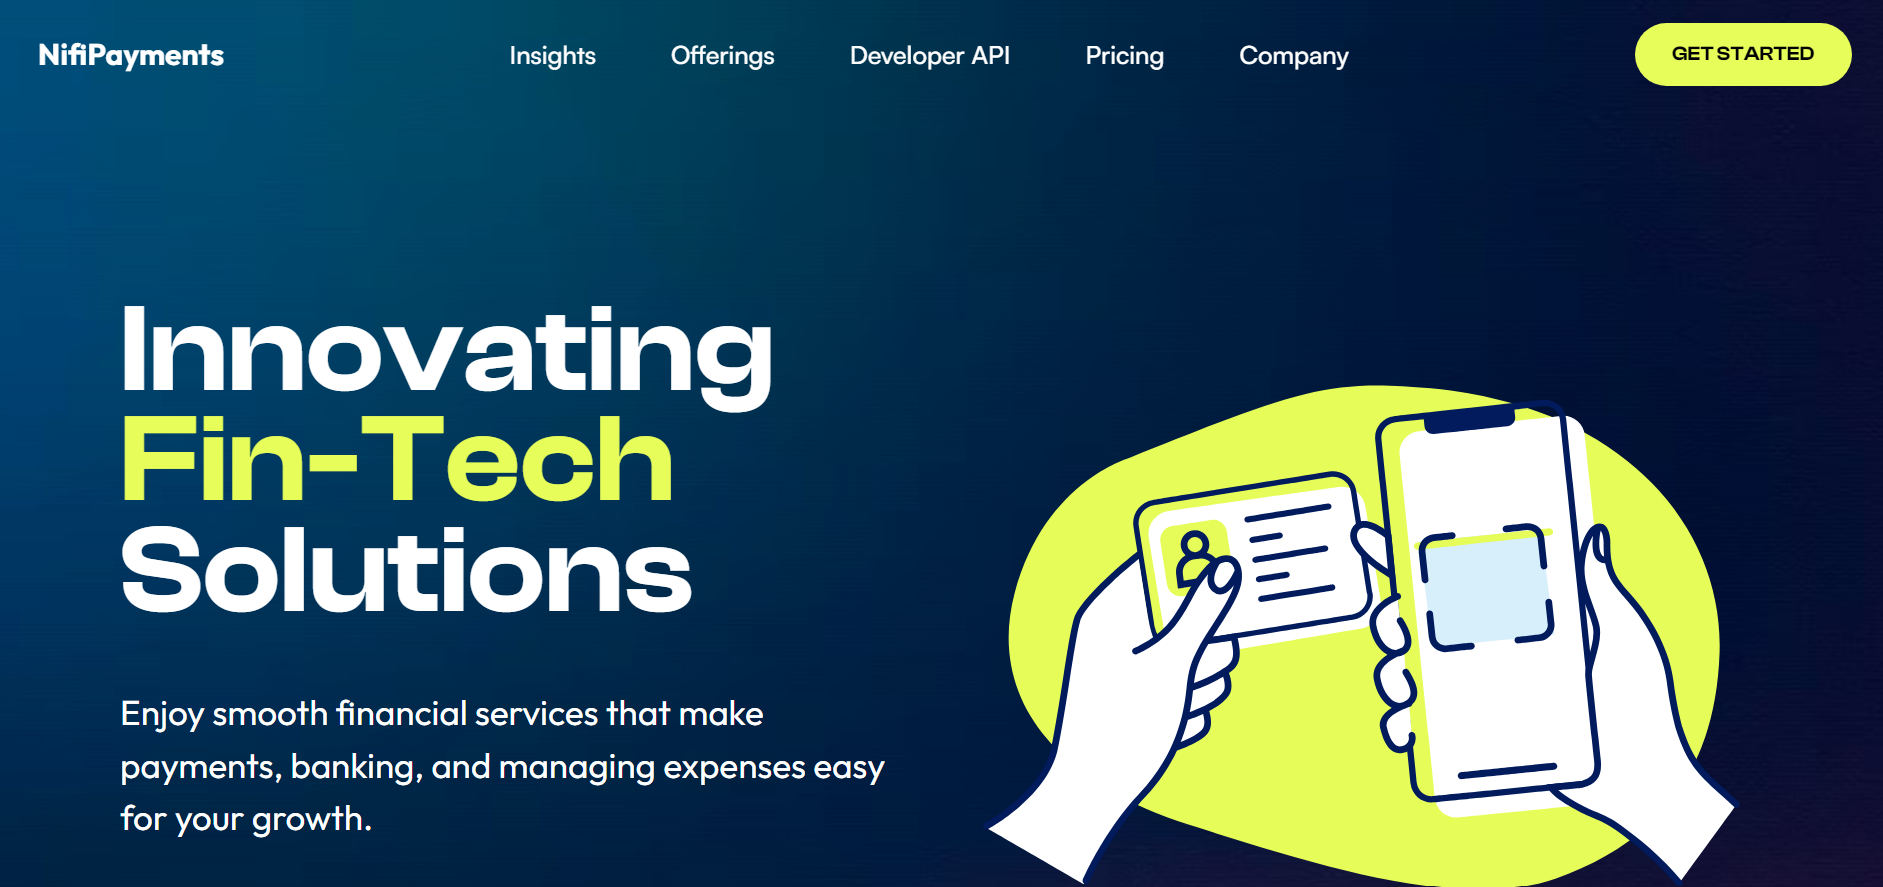 NifiPayments
Insights
Offerings
Developer API
Pricing
Company
GET STARTED
Innovating
Fin-Tech
Solutions
Enjoy smooth financial services that make
payments, banking, and managing expenses easy
for your growth.